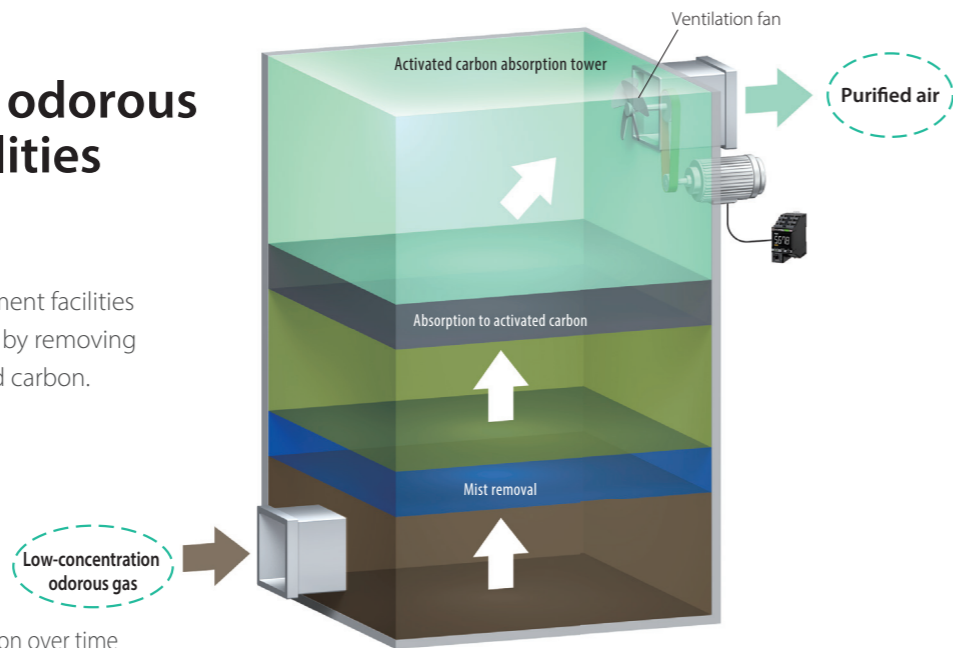 odorous
lities
ment facilities
by removing
d carbon.
Ventilation fan
Activated carbon absorption tower
Purified air
Absorption to activated carbon
Mist removal
Low-concentration
odorous gas
on over time